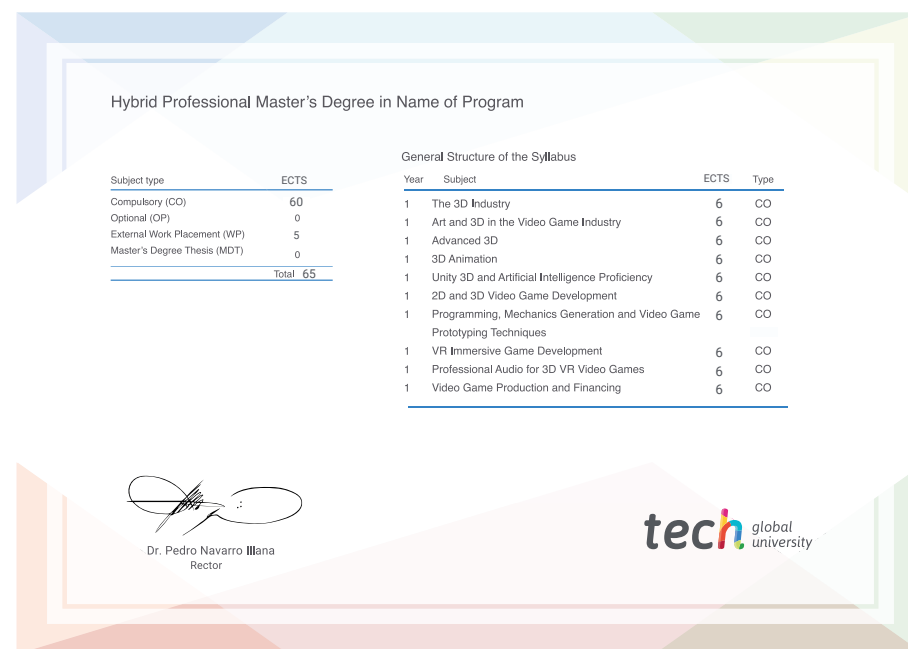 Hybrid Professional Master's Degree in Name of Program
Subject type ECTS
Compulsory (CO) 60
Optional (OP) 0
External Work Placement (WP) 5
Master's Degree Thesis (MDT) 0
Total 65
General Structure of the Syllabus
Year Subject ECTS Type
1 The 3D Industry 6 CO
1 Art and 3D in the Video Game Industry 6 CO
1 Advanced 3D 6 CO
1 3D Animation 6 CO
1 Unity 3D and Artificial Intelligence Proficiency 6 CO
1 2D and 3D Video Game Development 6 CO
1 Programming, Mechanics Generation and Video Game 6 CO
Prototyping Techniques
1 VR Immersive Game Development 6 CO
1 Professional Audio for 3D VR Video Games 6 CO
1 Video Game Production and Financing 6 CO
Dr. Pedro Navarro Illana
Rector
tech global
university